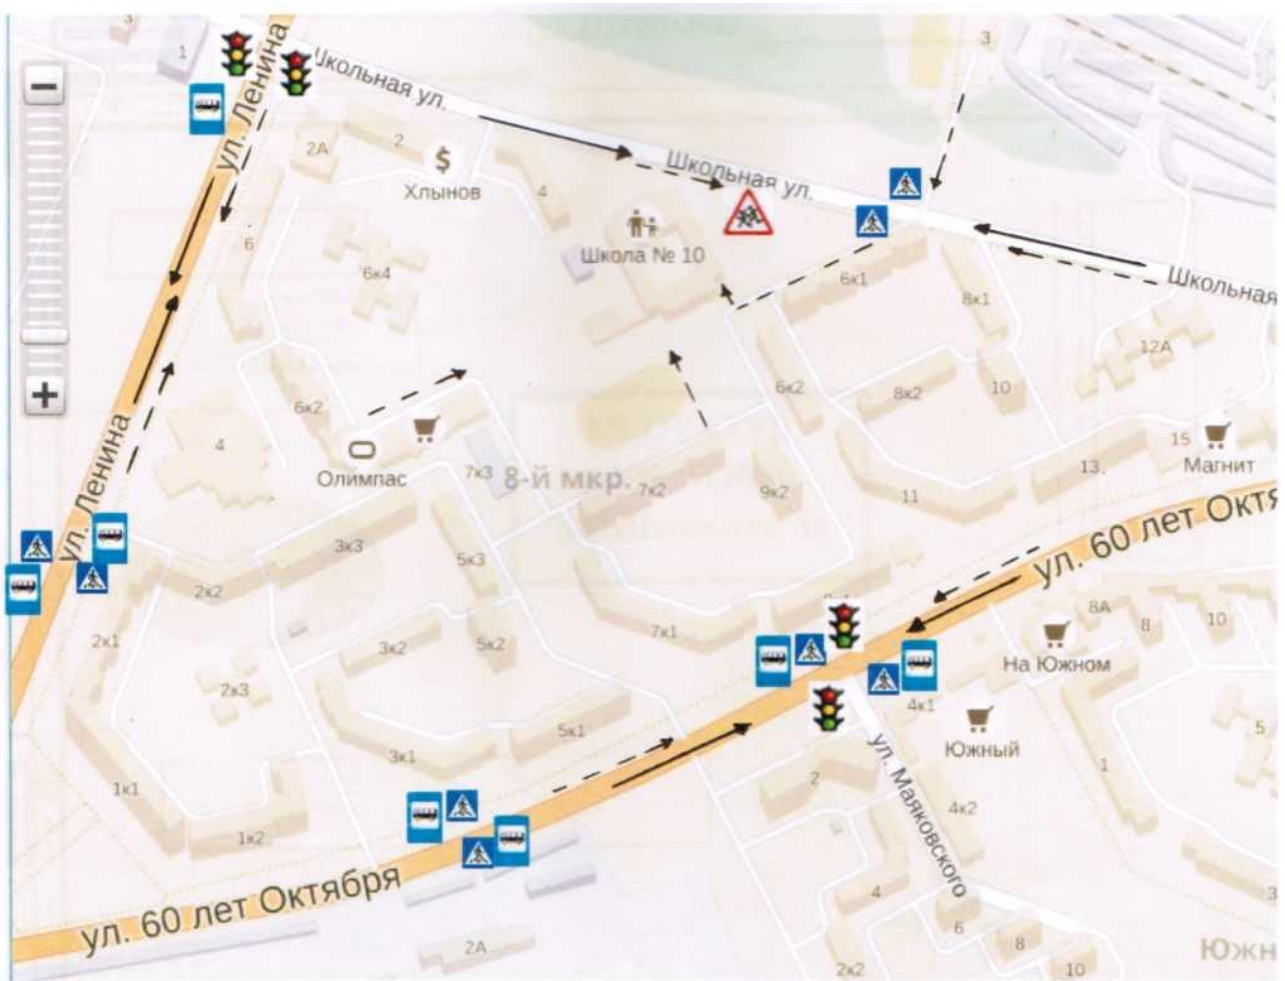 3
1
ул. Ленина
Школьная ул.
3
2А
2
$
Хлынов
4
Школьная ул.
Школа № 10
6
6к4
6к1
8к1
Школьная
12А
6к2
6к2
8к2
10
4
Олимпас
7к3
8-й мкр.
7к2
9к2
11
13
15
Магнит
ул. Ленина
3к3
5к3
ул. 60 лет Октя
2к2
2к1
3к2
5к2
7к1
8А
8
10
На Южном
2к3
4к1
Южный
5
5к1
3к1
1к1
1к2
2
ул. Маяковского
4к2
1
ул. 60 лет Октября
4
3
6
8
2А
2к2
10
Южн